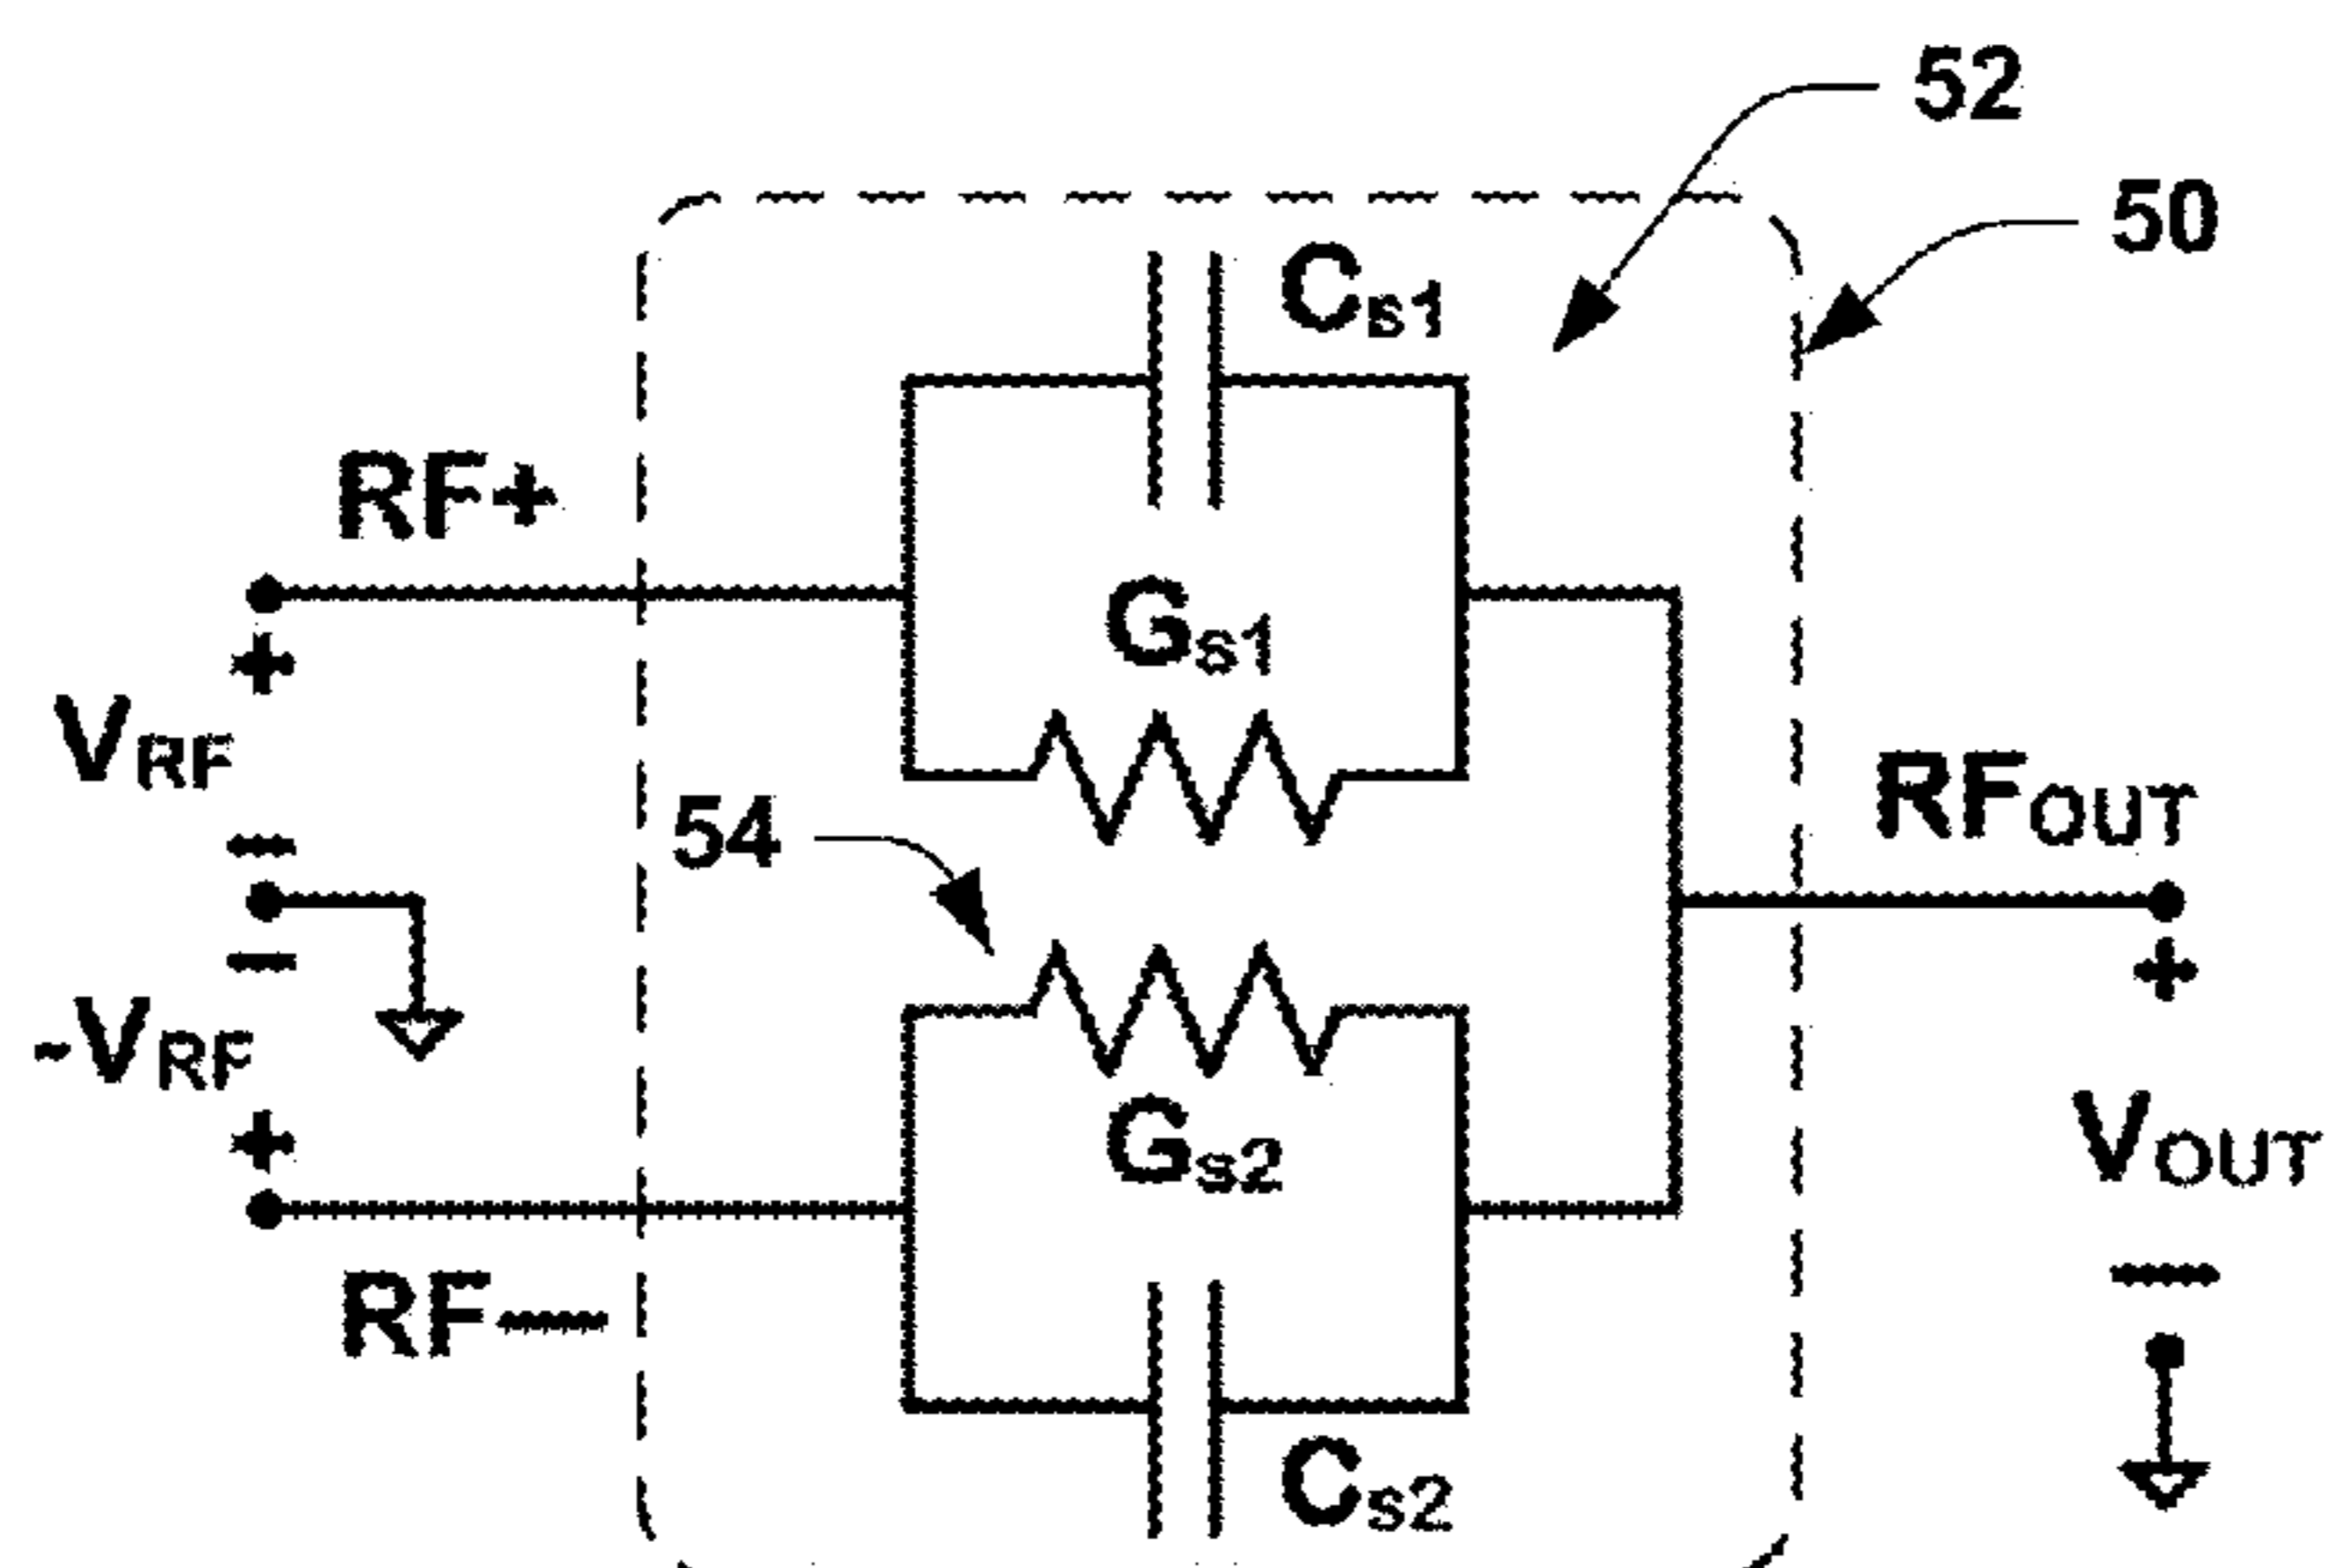 52
50
Cs1
RF+
Gs1
+
VRF
54
RFOUT
−
−
+
-VRF
+
Gs2
VOUT
RF−
−
Cs2